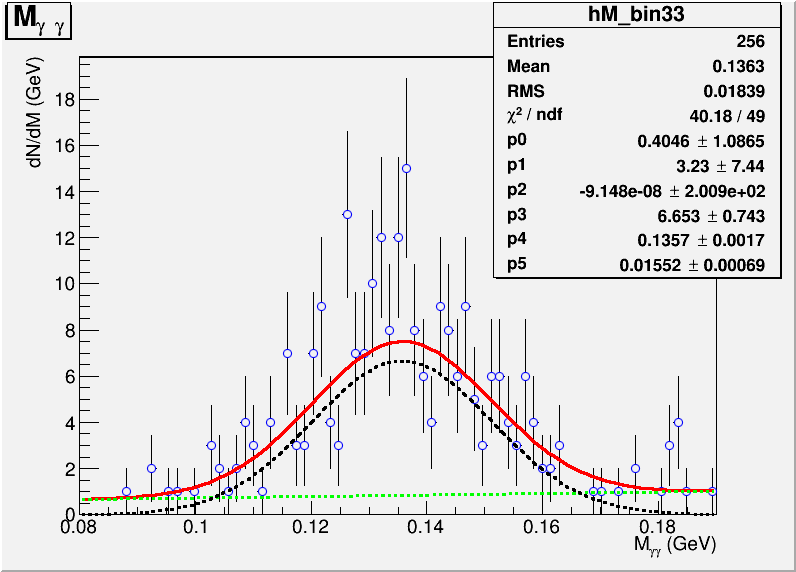 Mγ γ
hM_bin33
Entries 256
Mean 0.1363
RMS 0.01839
χ² / ndf 40.18 / 49
p0 0.4046 ± 1.0865
p1 3.23 ± 7.44
p2 -9.148e-08 ± 2.009e+02
p3 6.653 ± 0.743
p4 0.1357 ± 0.0017
p5 0.01552 ± 0.00069
dN/dM (GeV)
18
16
14
12
10
8
6
4
2
0
0.08 0.1 0.12 0.14 0.16 0.18
Mγγ (GeV)